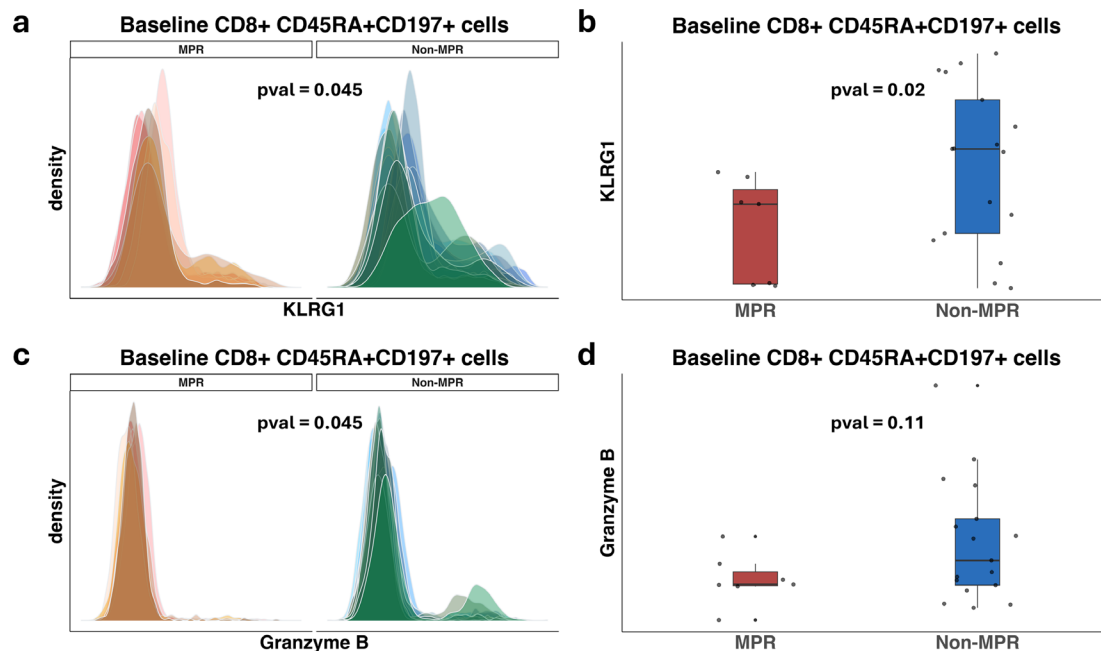 a
Baseline CD8+ CD45RA+CD197+ cells
MPR
Non-MPR
pval = 0.045
density
KLRG1
b
Baseline CD8+ CD45RA+CD197+ cells
pval = 0.02
KLRG1
MPR
Non-MPR
c
Baseline CD8+ CD45RA+CD197+ cells
MPR
Non-MPR
pval = 0.045
density
Granzyme B
d
Baseline CD8+ CD45RA+CD197+ cells
pval = 0.11
Granzyme B
MPR
Non-MPR